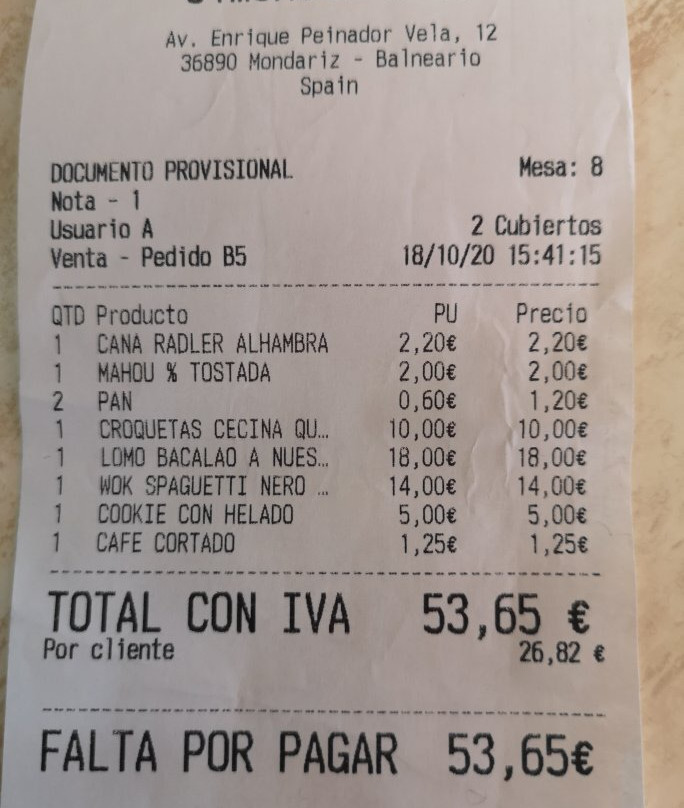 Av. Enrique Peinador Vela, 12
36890 Mondariz - Balneario
Spain
DOCUMENTO PROVISIONAL Mesa: 8
Nota - 1
Usuario A 2 Cubiertos
Venta - Pedido B5 18/10/20 15:41:15
QTD Producto PU Precio
1 CANA RADLER ALHAMBRA 2,20€ 2,20€
1 MAHOU % TOSTADA 2,00€ 2,00€
2 PAN 0,60€ 1,20€
1 CROQUETAS CECINA QU... 10,00€ 10,00€
1 LOMO BACALAO A NUES... 18,00€ 18,00€
1 WOK SPAGUETTI NERO ... 14,00€ 14,00€
1 COOKIE CON HELADO 5,00€ 5,00€
1 CAFE CORTADO 1,25€ 1,25€
TOTAL CON IVA 53,65 €
Por cliente 26,82 €
FALTA POR PAGAR 53,65€